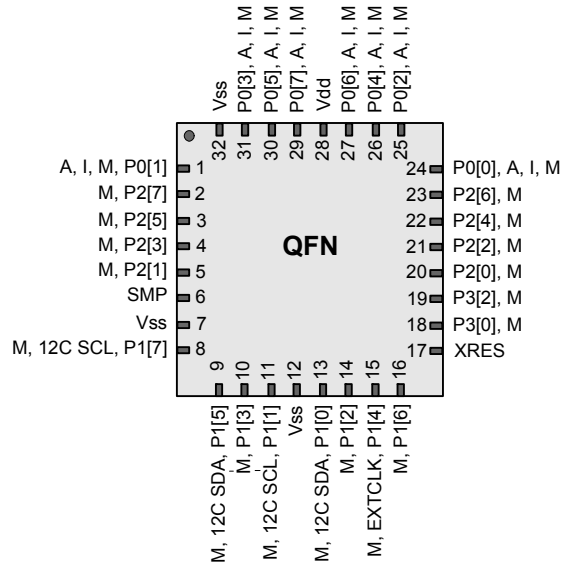 Vss
P0[3], A, I, M
P0[5], A, I, M
P0[7], A, I, M
Vdd
P0[6], A, I, M
P0[4], A, I, M
P0[2], A, I, M
32
31
30
29
28
27
26
25
A, I, M, P0[1] 1
M, P2[7] 2
M, P2[5] 3
M, P2[3] 4
M, P2[1] 5
SMP 6
Vss 7
M, 12C SCL, P1[7] 8
QFN
24 P0[0], A, I, M
23 P2[6], M
22 P2[4], M
21 P2[2], M
20 P2[0], M
19 P3[2], M
18 P3[0], M
17 XRES
9
10
11
12
13
14
15
16
M, 12C SDA, P1[5]
M, P1[3]
M, 12C SCL, P1[1]
Vss
M, 12C SDA, P1[0]
M, P1[2]
M, EXTCLK, P1[4]
M, P1[6]